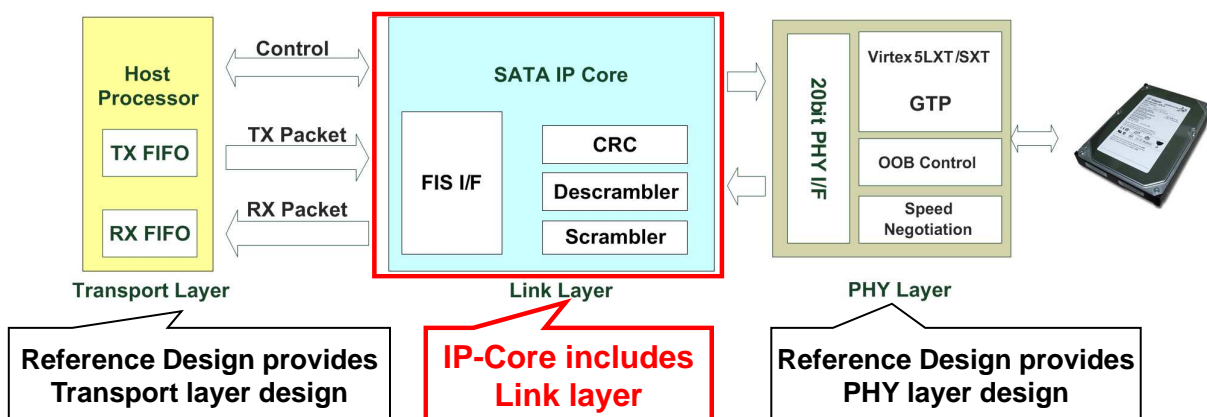 Control
Host
Processor
TX FIFO
RX FIFO
TX Packet
RX Packet
Transport Layer
SATA IP Core
FIS I/F
CRC
Descrambler
Scrambler
Link Layer
20bit PHY I/F
Virtex5LXT/SXT
GTP
OOB Control
Speed
Negotiation
PHY Layer
Reference Design provides
Transport layer design
IP-Core includes
Link layer
Reference Design provides
PHY layer design